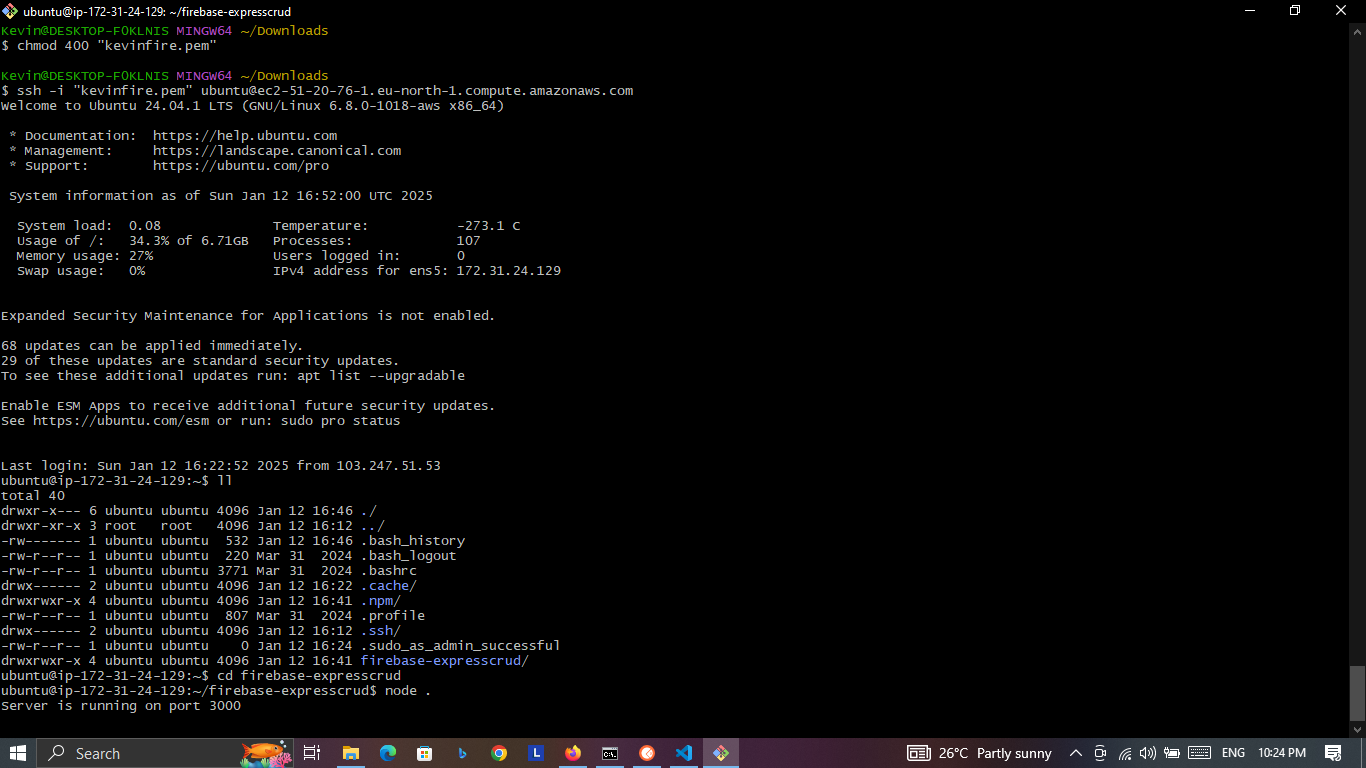 ubuntu@ip-172-31-24-129: ~/firebase-expresscrud
Kevin@DESKTOP-F0KLNIS MINGW64 ~/Downloads
$ chmod 400 "kevinfire.pem"
Kevin@DESKTOP-F0KLNIS MINGW64 ~/Downloads
$ ssh -i "kevinfire.pem" ubuntu@ec2-51-20-76-1.eu-north-1.compute.amazonaws.com
Welcome to Ubuntu 24.04.1 LTS (GNU/Linux 6.8.0-1018-aws x86_64)
* Documentation:  https://help.ubuntu.com
* Management:     https://landscape.canonical.com
* Support:        https://ubuntu.com/pro
System information as of Sun Jan 12 16:52:00 UTC 2025
System load:  0.08              Temperature:           -273.1 C
Usage of /:   34.3% of 6.71GB   Processes:             107
Memory usage: 27%               Users logged in:       0
Swap usage:   0%                IPv4 address for ens5: 172.31.24.129
Expanded Security Maintenance for Applications is not enabled.
68 updates can be applied immediately.
29 of these updates are standard security updates.
To see these additional updates run: apt list --upgradable
Enable ESM Apps to receive additional future security updates.
See https://ubuntu.com/esm or run: sudo pro status
Last login: Sun Jan 12 16:22:52 2025 from 103.247.51.53
ubuntu@ip-172-31-24-129:~$ ll
total 40
drwxr-x--- 6 ubuntu ubuntu 4096 Jan 12 16:46 ./
drwxr-xr-x 3 root   root   4096 Jan 12 16:12 ../
-rw------- 1 ubuntu ubuntu  532 Jan 12 16:46 .bash_history
-rw-r--r-- 1 ubuntu ubuntu  220 Mar 31  2024 .bash_logout
-rw-r--r-- 1 ubuntu ubuntu 3771 Mar 31  2024 .bashrc
drwx------ 2 ubuntu ubuntu 4096 Jan 12 16:22 .cache/
drwxrwxr-x 4 ubuntu ubuntu 4096 Jan 12 16:41 .npm/
-rw-r--r-- 1 ubuntu ubuntu  807 Mar 31  2024 .profile
drwx------ 2 ubuntu ubuntu 4096 Jan 12 16:12 .ssh/
-rw-r--r-- 1 ubuntu ubuntu    0 Jan 12 16:24 .sudo_as_admin_successful
drwxrwxr-x 4 ubuntu ubuntu 4096 Jan 12 16:41 firebase-expresscrud/
ubuntu@ip-172-31-24-129:~$ cd firebase-expresscrud
ubuntu@ip-172-31-24-129:~/firebase-expresscrud$ node .
Server is running on port 3000
Search
L
C:\
26°C  Partly sunny
ENG
10:24 PM